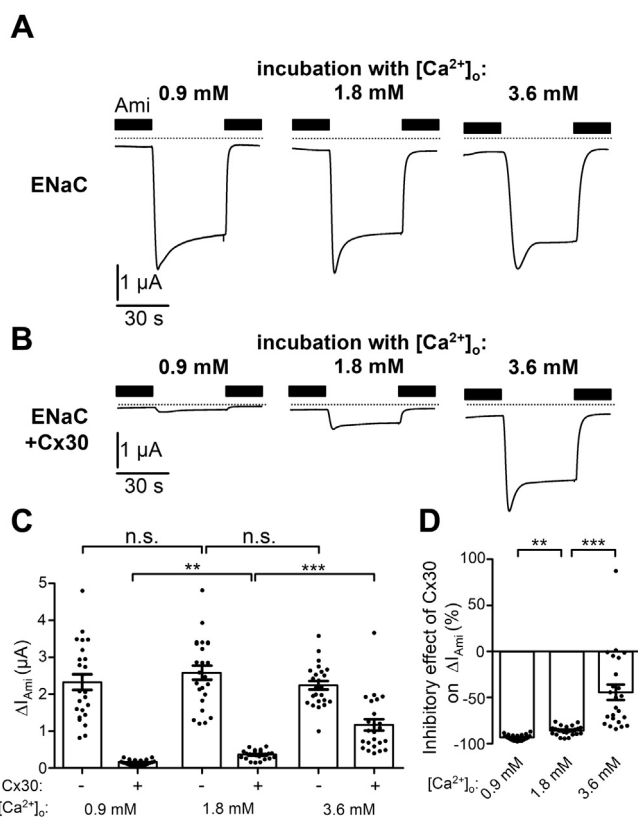 A
incubation with [Ca²⁺]ₒ:
0.9 mM 1.8 mM 3.6 mM
Ami
ENaC
1 µA
30 s
B
incubation with [Ca²⁺]ₒ:
0.9 mM 1.8 mM 3.6 mM
ENaC
+Cx30
1 µA
30 s
C
n.s. n.s.
** ***
ΔI_Ami (µA)
5
4
3
2
1
0
Cx30: - + - + - +
[Ca²⁺]ₒ: 0.9 mM 1.8 mM 3.6 mM
D
** ***
Inhibitory effect of Cx30
on ΔI_Ami (%)
100
50
0
-50
-100
[Ca²⁺]ₒ: 0.9 mM 1.8 mM 3.6 mM